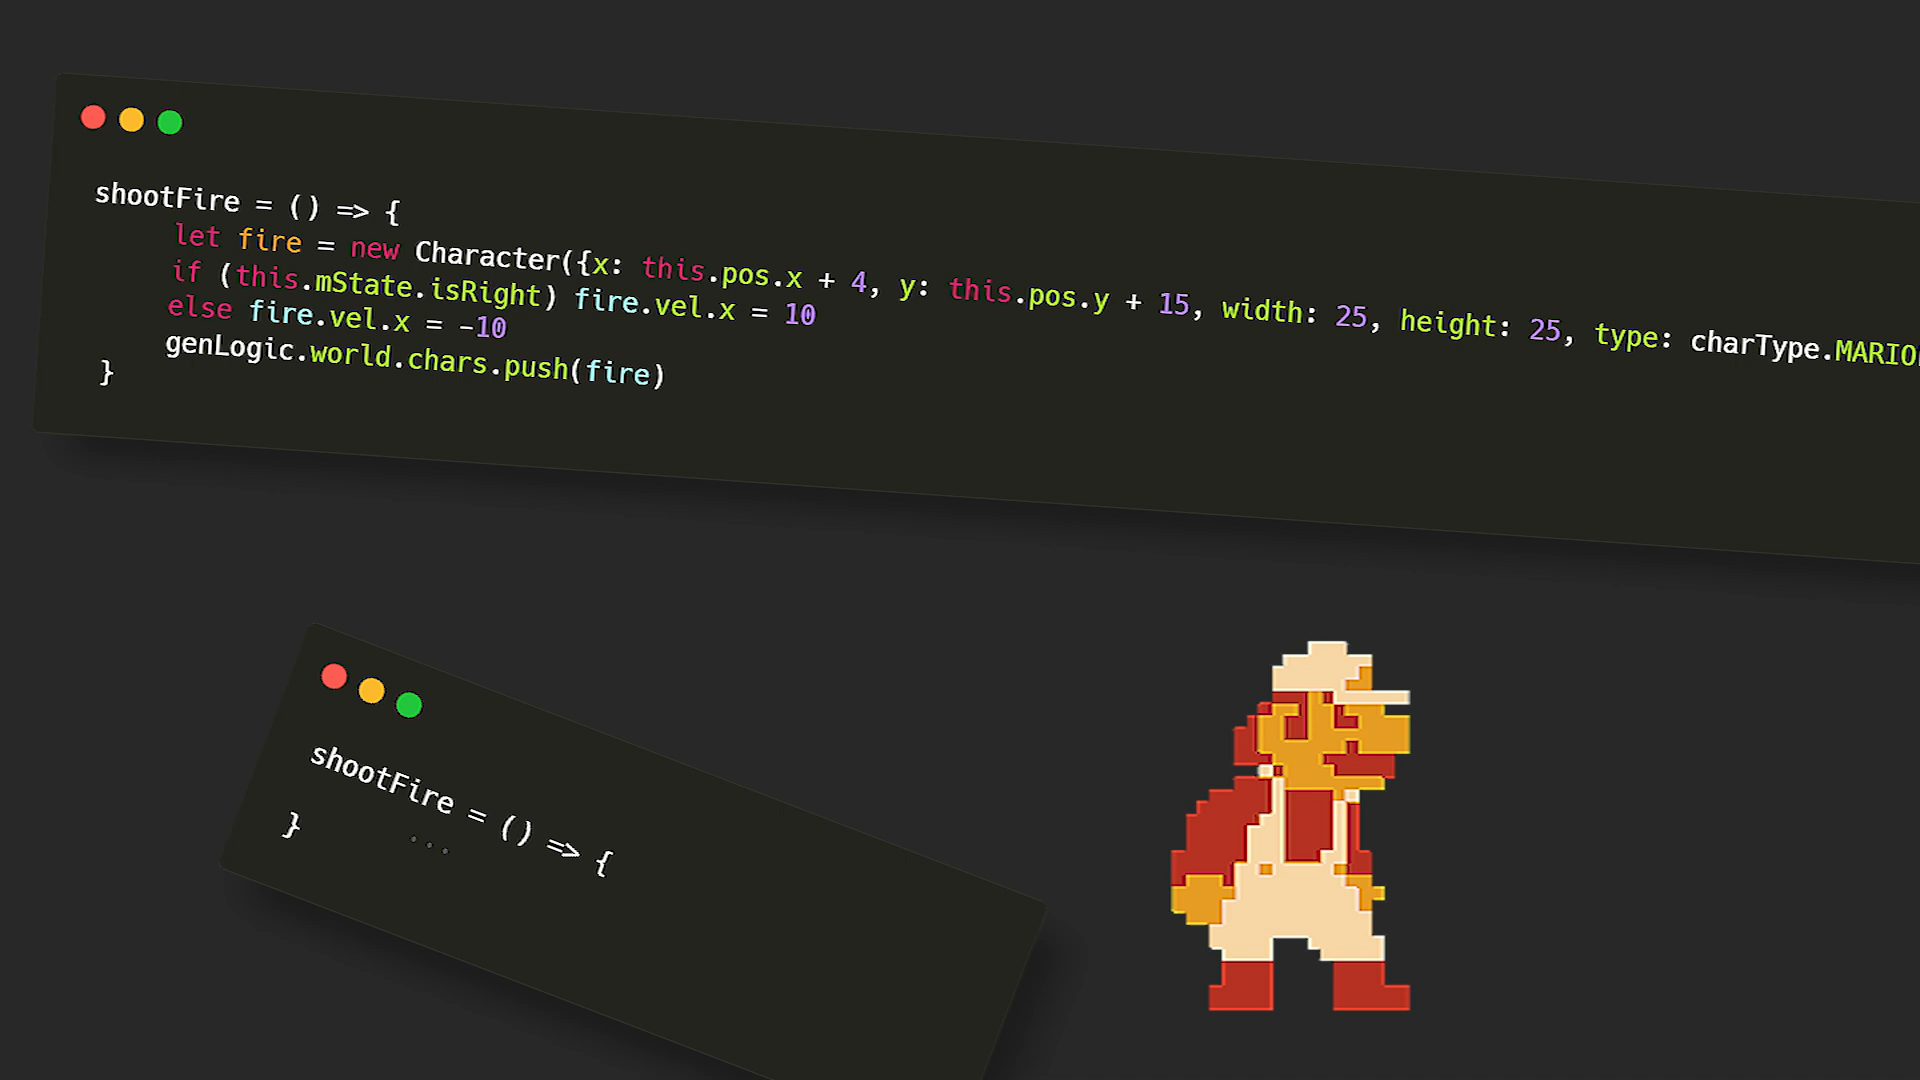 shootFire = () => {
let fire = new Character({x: this.pos.x + 4, y: this.pos.y + 15, width: 25, height: 25, type: charType.MARIO
if (this.mState.isRight) fire.vel.x = 10
else fire.vel.x = -10
genLogic.world.chars.push(fire)
}
shootFire = () => {
...
}